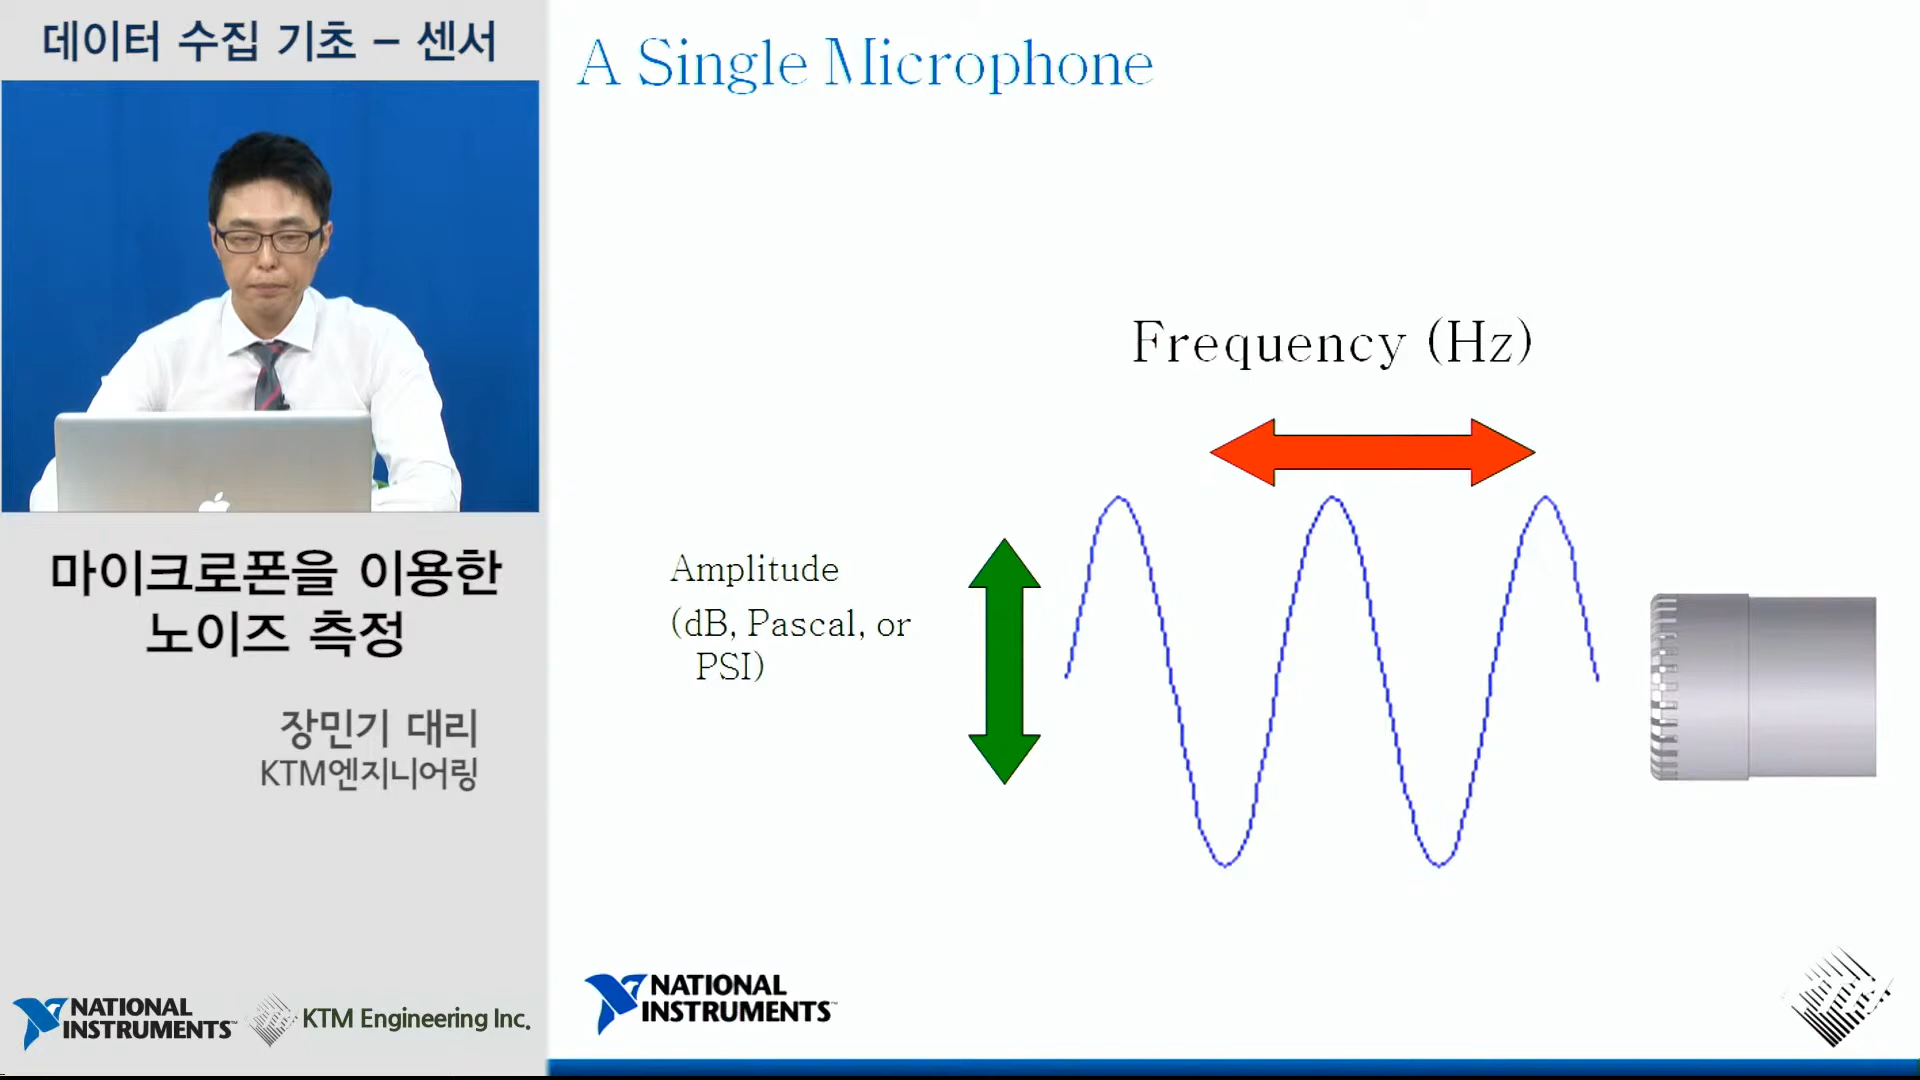 데이터 수집 기초 – 센서
마이크로폰을 이용한
노이즈 측정
장민기 대리
KTM엔지니어링
NATIONAL
INSTRUMENTS™
KTM Engineering Inc.
A Single Microphone
Frequency (Hz)
Amplitude
(dB, Pascal, or
PSI)
NATIONAL
INSTRUMENTS™